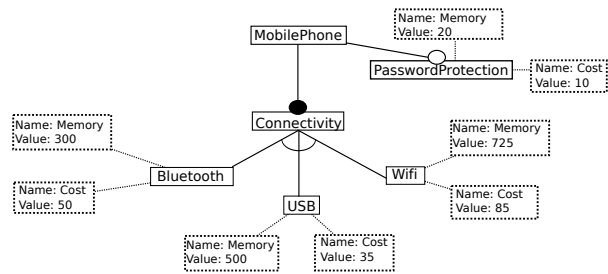 Name: Memory
Value: 20
MobilePhone
PasswordProtection
Name: Cost
Value: 10
Connectivity
Name: Memory
Value: 300
Name: Memory
Value: 725
Bluetooth
Wifi
Name: Cost
Value: 50
Name: Cost
Value: 85
USB
Name: Memory
Value: 500
Name: Cost
Value: 35